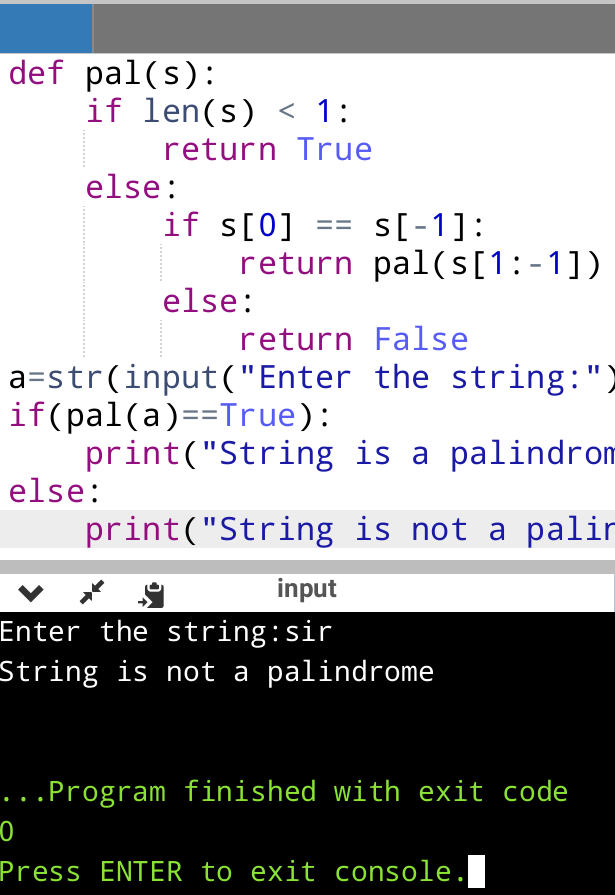 def pal(s):
    if len(s) < 1:
        return True
    else:
        if s[0] == s[-1]:
            return pal(s[1:-1])
        else:
            return False
a=str(input("Enter the string:")
if(pal(a)==True):
    print("String is a palindrom
else:
    print("String is not a palin
input
Enter the string:sir
String is not a palindrome
...Program finished with exit code
0
Press ENTER to exit console.